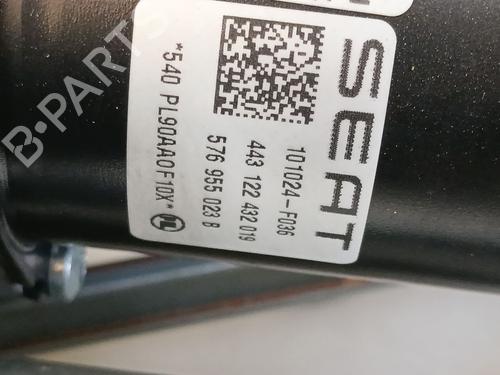 SEAT
101024-F036
443 122 432 019
576 955 023 B
*540 PL90AA0F10X*
B-PARTS